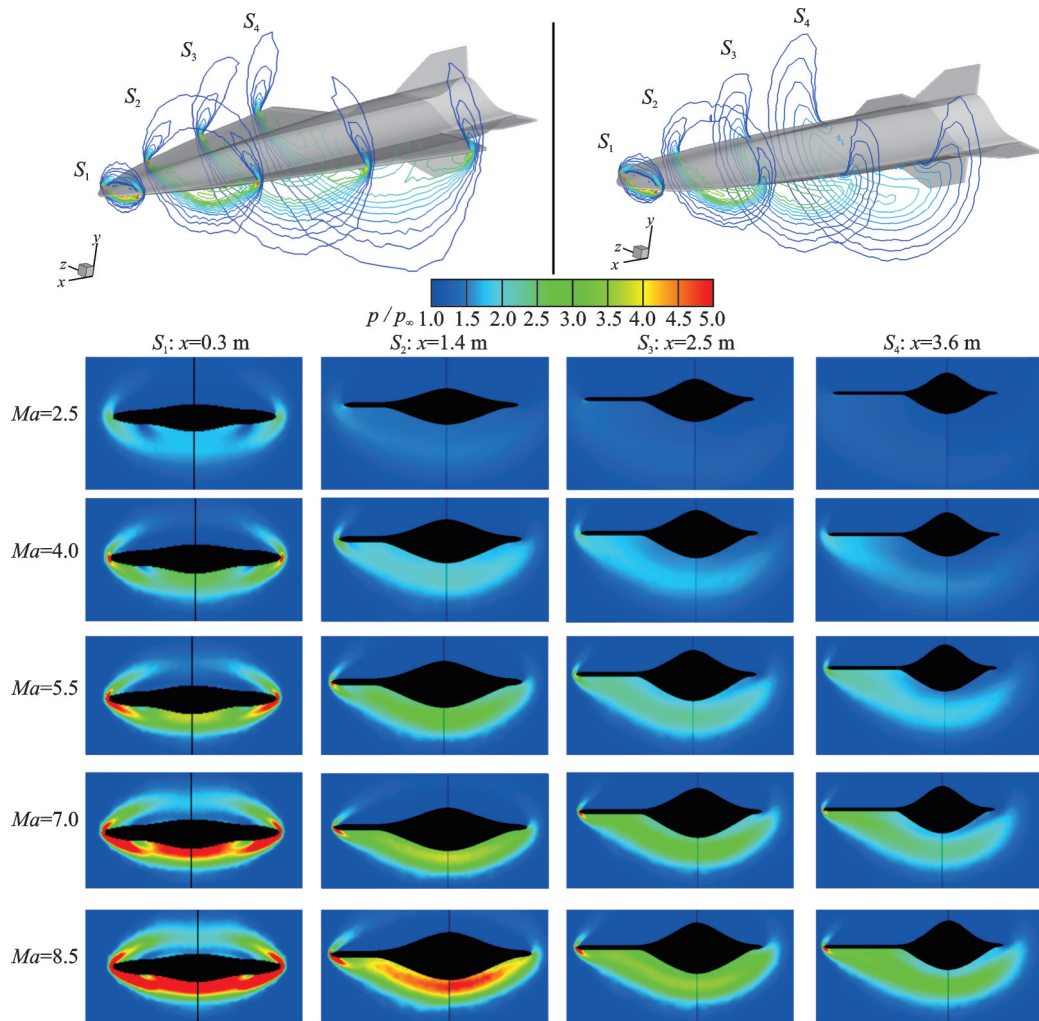 S₄
S₃
S₂
S₁
y
z
x
S₄
S₃
S₂
S₁
y
z
x
p/p∞
1.0 1.5 2.0 2.5 3.0 3.5 4.0 4.5 5.0
S₁: x=0.3 m S₂: x=1.4 m S₃: x=2.5 m S₄: x=3.6 m
Ma=2.5
Ma=4.0
Ma=5.5
Ma=7.0
Ma=8.5